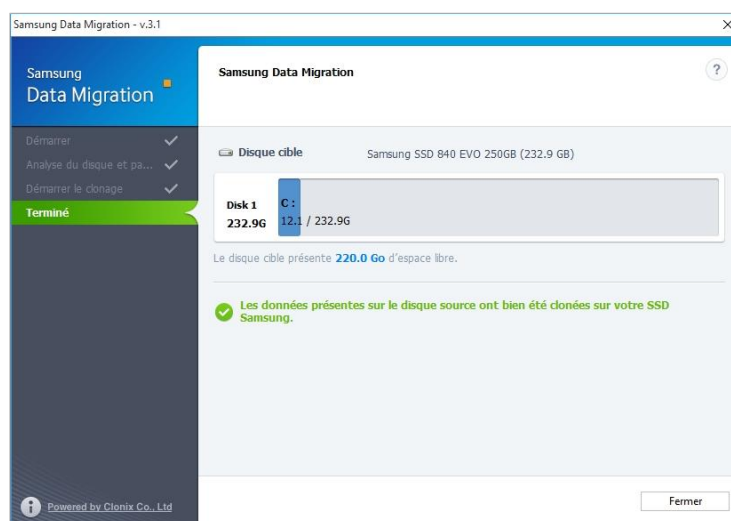 Samsung Data Migration - v.3.1
Samsung
Data Migration
Samsung Data Migration
?
Démarrer
Analyse du disque et pa...
Démarrer le clonage
Terminé
Disque cible
Samsung SSD 840 EVO 250GB (232.9 GB)
Disk 1
232.9G
C :
12.1 / 232.9G
Le disque cible présente 220.0 Go d'espace libre.
Les données présentes sur le disque source ont bien été clonées sur votre SSD
Samsung.
Powered by Clonix Co., Ltd
Fermer